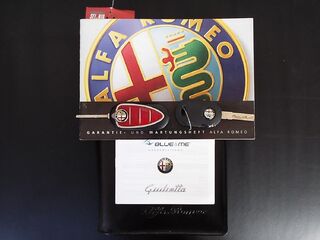 ALFA ROMEO
GARANTIE- UND WARTUNGSHEFT ALFA ROMEO
BLUE&ME
Giulietta
Alfa Romeo